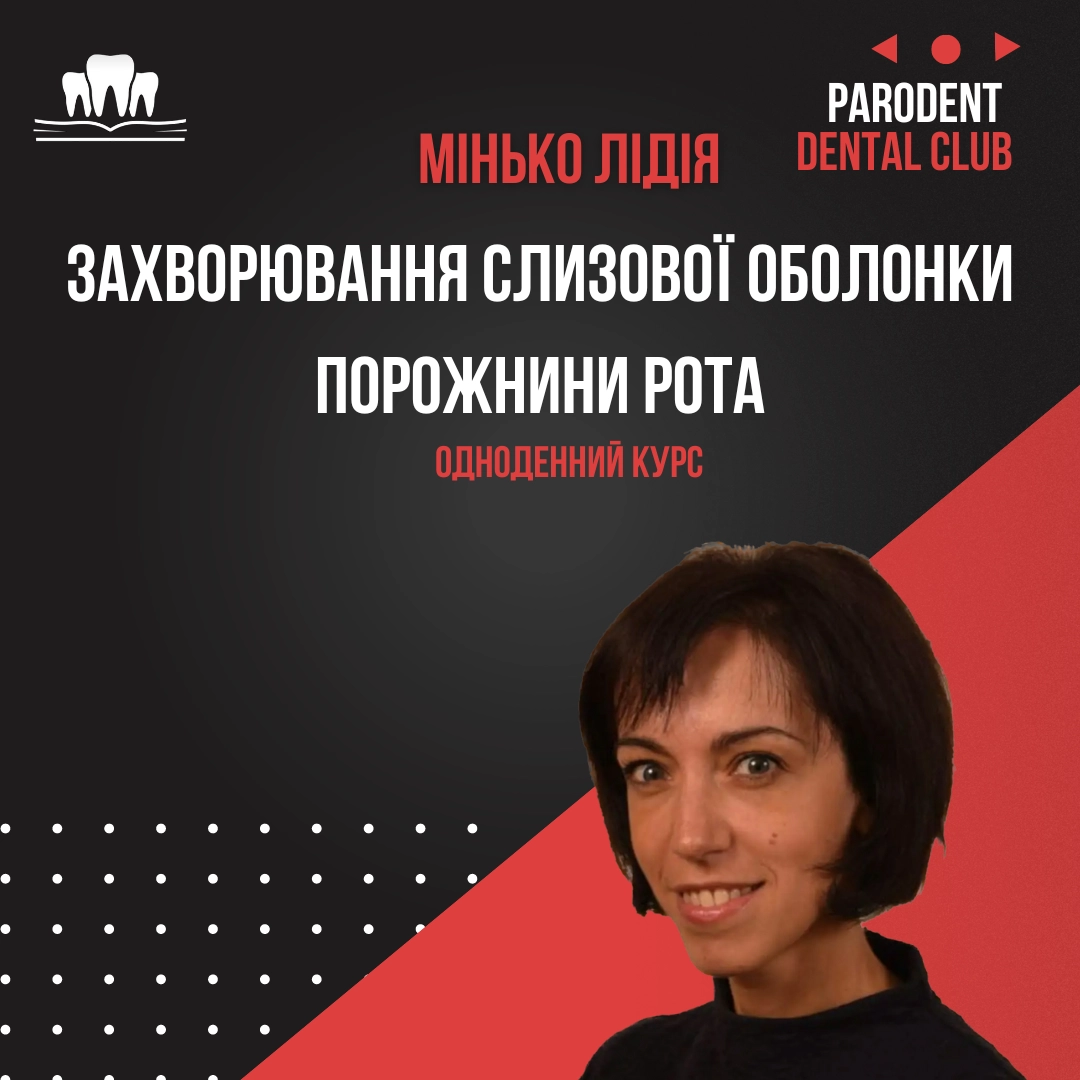 PARODENT
DENTAL CLUB
МІНЬКО ЛІДІЯ
ЗАХВОРЮВАННЯ СЛИЗОВОЇ ОБОЛОНКИ
ПОРОЖНИНИ РОТА
ОДНОДЕННИЙ КУРС